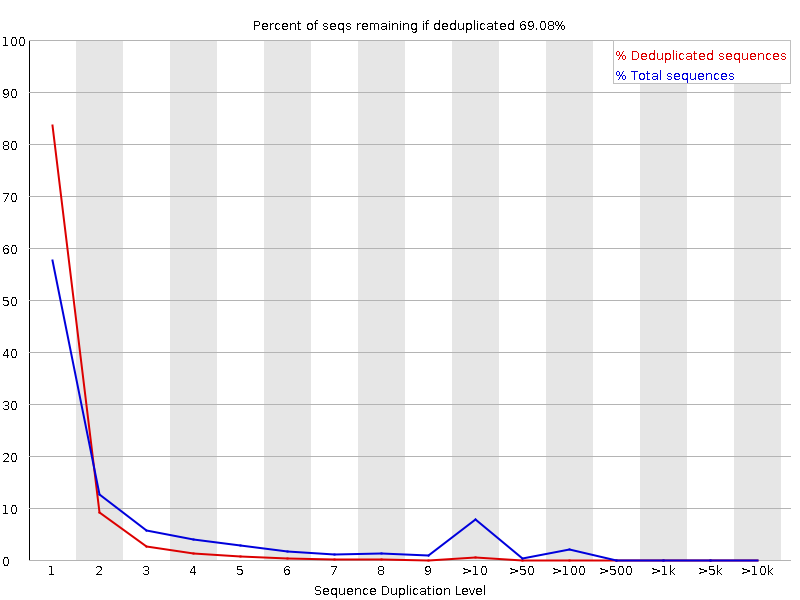 Percent of seqs remaining if deduplicated 69.08%
% Deduplicated sequences
% Total sequences
100
90
80
70
60
50
40
30
20
10
0
1 2 3 4 5 6 7 8 9 >10 >50 >100 >500 >1k >5k >10k
Sequence Duplication Level